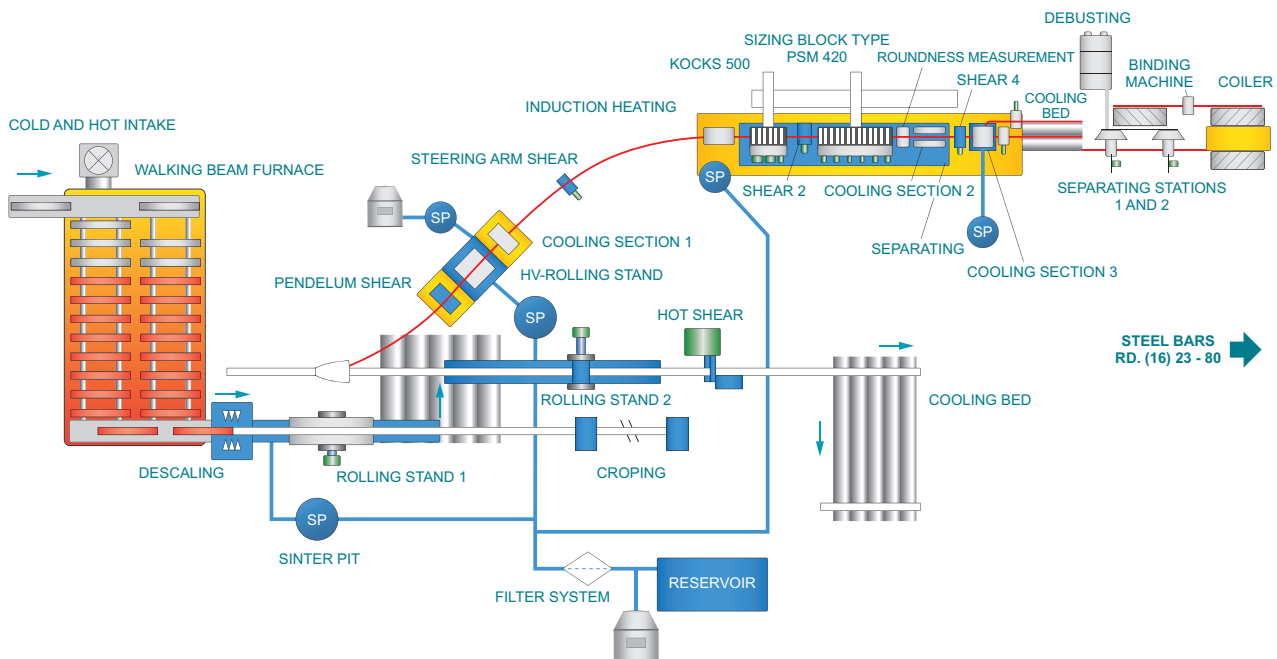 DEBUSTING
SIZING BLOCK TYPE
PSM 420
ROUNDNESS MEASUREMENT
KOCKS 500
SHEAR 4
BINDING
MACHINE
COILER
INDUCTION HEATING
COOLING
BED
COLD AND HOT INTAKE
WALKING BEAM FURNACE
STEERING ARM SHEAR
SP
SHEAR 2
COOLING SECTION 2
SEPARATING STATIONS
1 AND 2
SP
COOLING SECTION 1
SEPARATING
SP
COOLING SECTION 3
PENDELUM SHEAR
HV-ROLLING STAND
SP
HOT SHEAR
STEEL BARS
RD. (16) 23 - 80
ROLLING STAND 2
COOLING BED
DESCALING
ROLLING STAND 1
CROPING
SP
SINTER PIT
FILTER SYSTEM
RESERVOIR